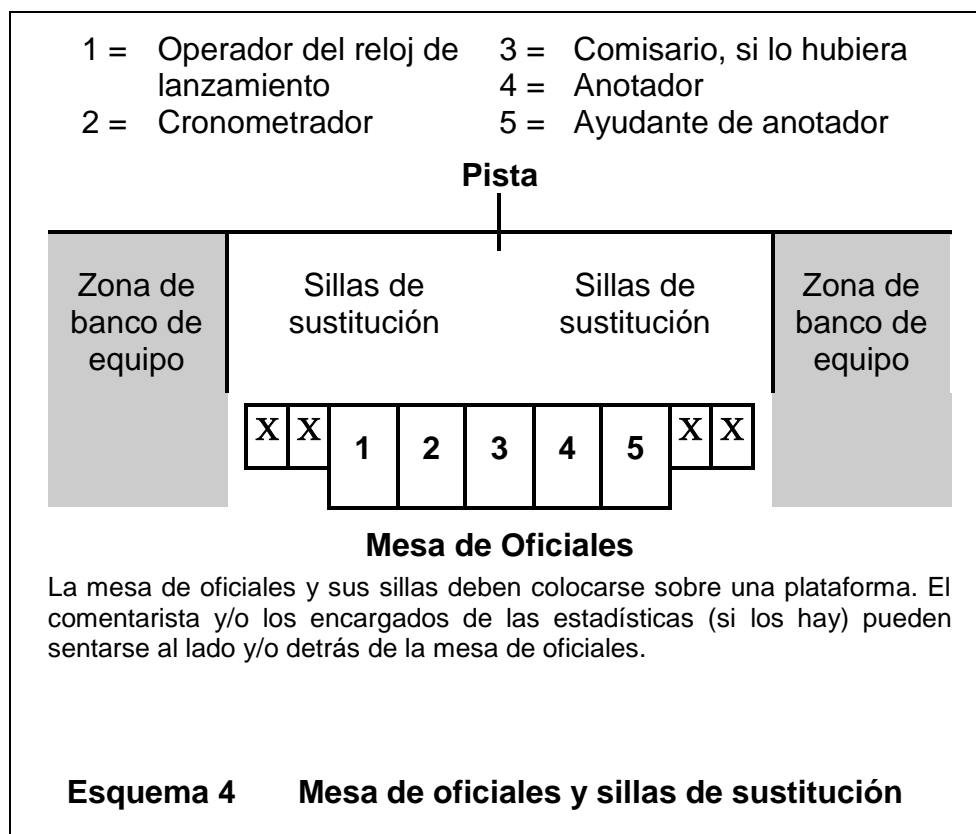 1 = Operador del reloj de lanzamiento
2 = Cronometrador
3 = Comisario, si lo hubiera
4 = Anotador
5 = Ayudante de anotador
Pista
Zona de
banco de
equipo
Sillas de
sustitución
Sillas de
sustitución
Zona de
banco de
equipo
X X 1 2 3 4 5 X X
Mesa de Oficiales
La mesa de oficiales y sus sillas deben colocarse sobre una plataforma. El
comentarista y/o los encargados de las estadísticas (si los hay) pueden
sentarse al lado y/o detrás de la mesa de oficiales.
Esquema 4 Mesa de oficiales y sillas de sustitución